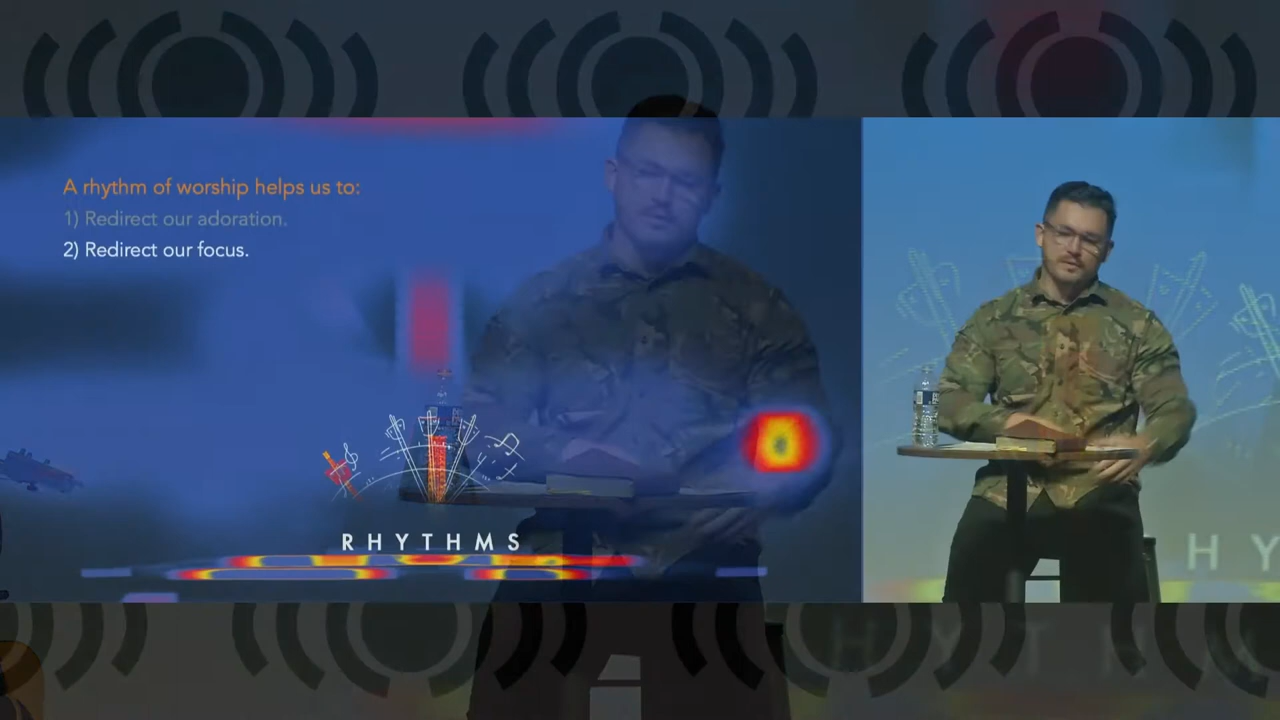 A rhythm of worship helps us to:
1) Redirect our adoration.
2) Redirect our focus.
RHYTHMS
H Y
H Y T H